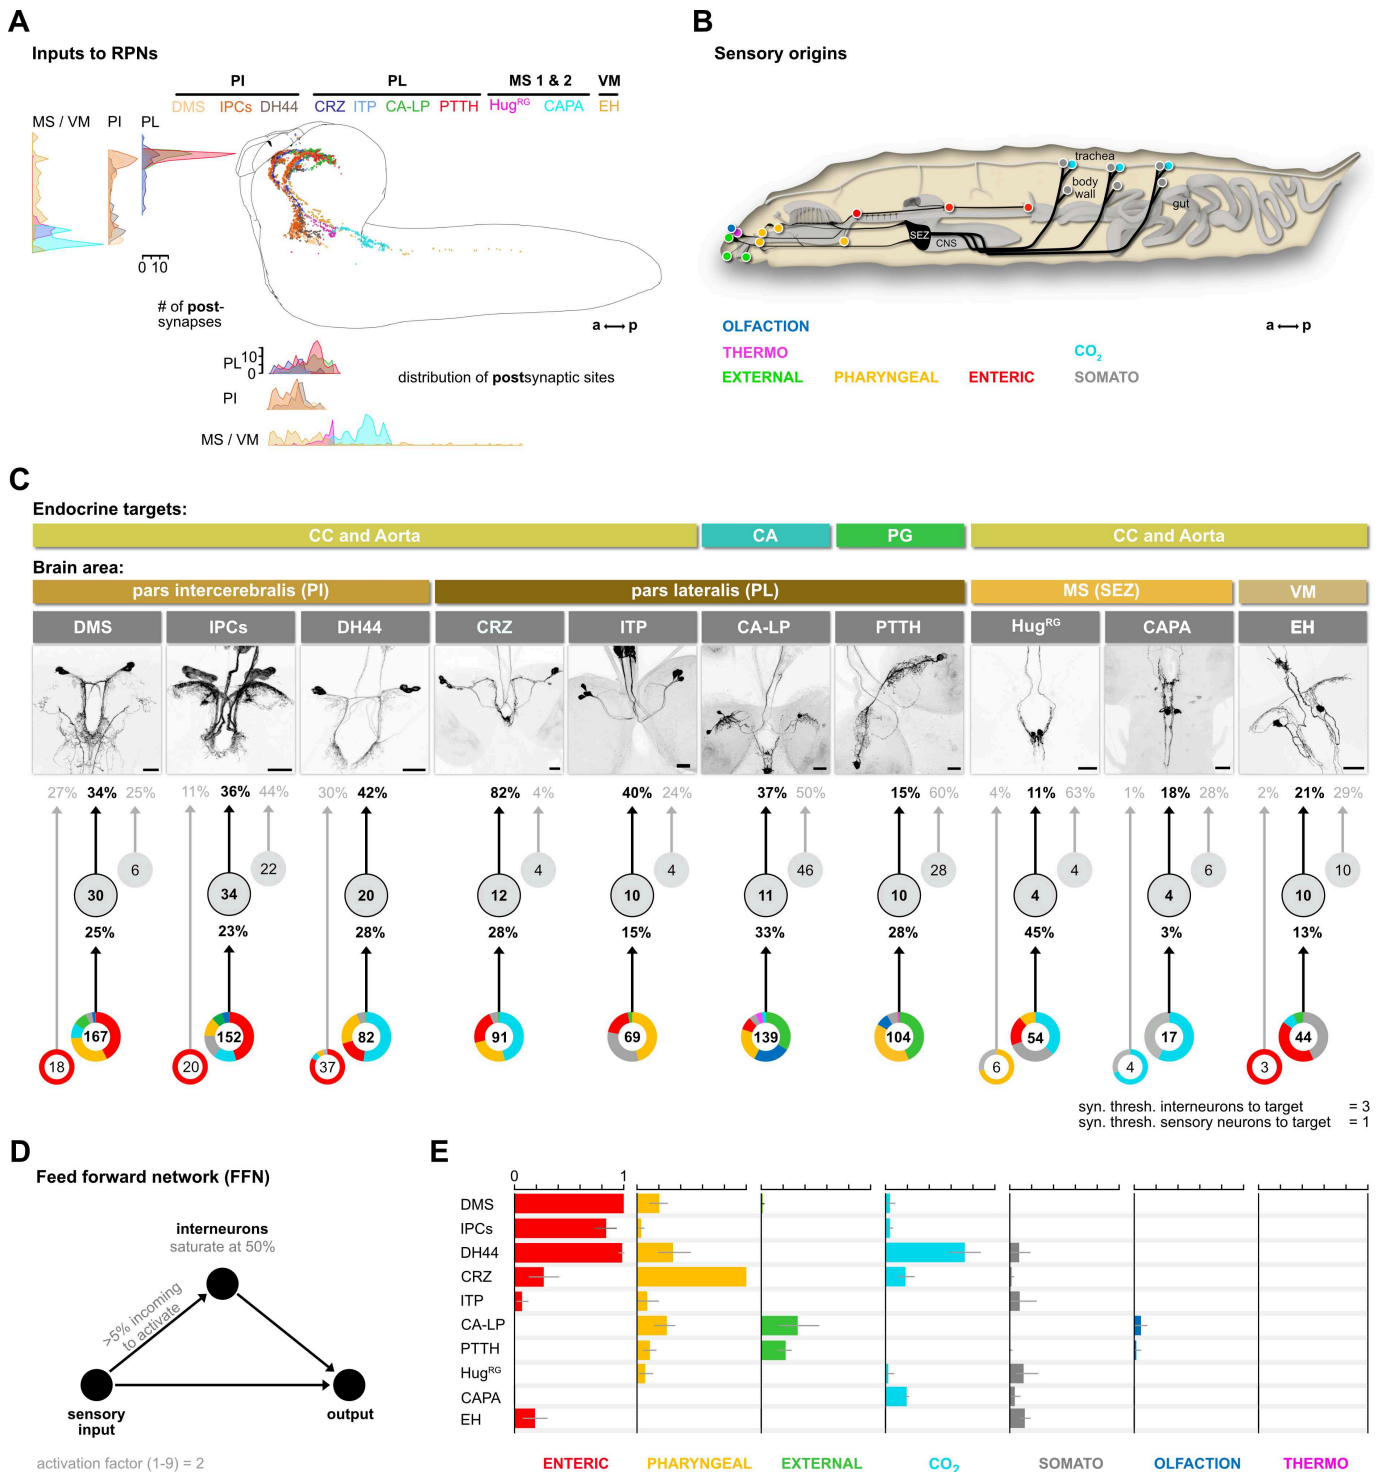 A
Inputs to RPNs
PI PL MS 1 & 2 VM
DMS IPCs DH44 CRZ ITP CA-LP PTTH Hug^RG CAPA EH
MS / VM PI PL
0 10
# of post-
synapses
a ⟷ p
PL 10
0
PI
MS / VM
distribution of postsynaptic sites
B
Sensory origins
trachea
body
wall
gut
SEZ
CNS
OLFACTION
a ⟷ p
THERMO CO2
EXTERNAL PHARYNGEAL ENTERIC SOMATO
C
Endocrine targets:
CC and Aorta CA PG CC and Aorta
Brain area:
pars intercerebralis (PI) pars lateralis (PL) MS (SEZ) VM
DMS IPCs DH44 CRZ ITP CA-LP PTTH Hug^RG CAPA EH
27% 34% 25% 11% 36% 44% 30% 42% 82% 4% 40% 24% 37% 50% 15% 60% 4% 11% 63% 1% 18% 28% 2% 21% 29%
6 22 4 4 46 28 4 6 10
30 34 20 12 10 11 10 4 4 10
25% 23% 28% 28% 15% 33% 28% 45% 3% 13%
167 152 82 91 69 139 104 54 17 44
18 20 37 6 4 3
syn. thresh. interneurons to target = 3
syn. thresh. sensory neurons to target = 1
D
Feed forward network (FFN)
interneurons
saturate at 50%
>5% incoming
to activate
sensory
input
output
activation factor (1-9) = 2
E
0 1
DMS
IPCs
DH44
CRZ
ITP
CA-LP
PTTH
Hug^RG
CAPA
EH
ENTERIC PHARYNGEAL EXTERNAL CO2 SOMATO OLFACTION THERMO